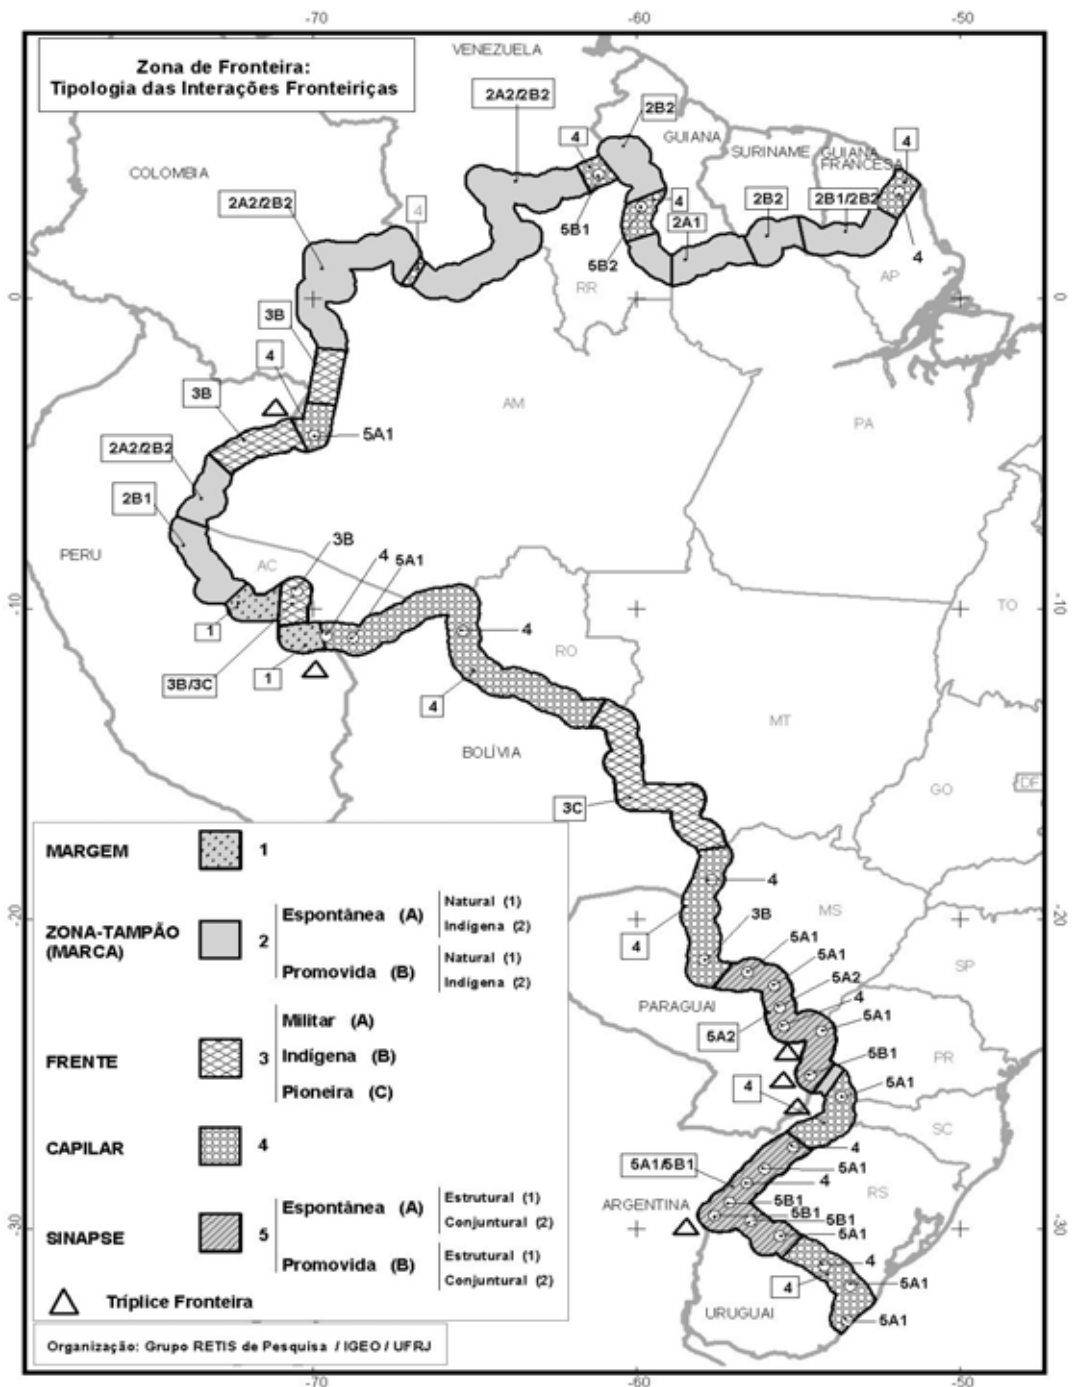 -70
-60
-50
Zona de Fronteira:
Tipologia das Interações Fronteiriças
VENEZUELA
2A2/2B2
2B2
4
GUIANA
SURINAME
GUIANA
FRANCESA
4
COLOMBIA
2A2/2B2
4
5B1
4
2A1
2B2
2B1/2B2
5B2
4
RR
AP
0
0
3B
4
3B
AM
PA
5A1
2A2/2B2
2B1
PERU
AC
3B
4
5A1
-10
-10
TO
1
4
RO
3B/3C
1
4
MT
BOLÍVIA
GO
DF
3C
MARGEM
1
4
MS
ZONA-TAMPÃO
(MARCA)
2
Espontânea (A)
Natural (1)
Indígena (2)
Promovida (B)
Natural (1)
Indígena (2)
-20
4
3B
5A1
5A1
SP
5A2
4
PARAGUAI
5A2
5A1
FRENTE
3
Militar (A)
Indígena (B)
Pioneira (C)
PR
5B1
4
5A1
CAPILAR
4
SC
4
5A1/5B1
5A1
4
RS
SINAPSE
5
Espontânea (A)
Estrutural (1)
Conjuntural (2)
Promovida (B)
Estrutural (1)
Conjuntural (2)
ARGENTINA
5B1
5B1
5B1
5A1
-30
-30
4
4
5A1
URUGUAI
5A1
Tríplice Fronteira
Organização: Grupo RETIS de Pesquisa / IGEO / UFRJ
-70
-60
-50